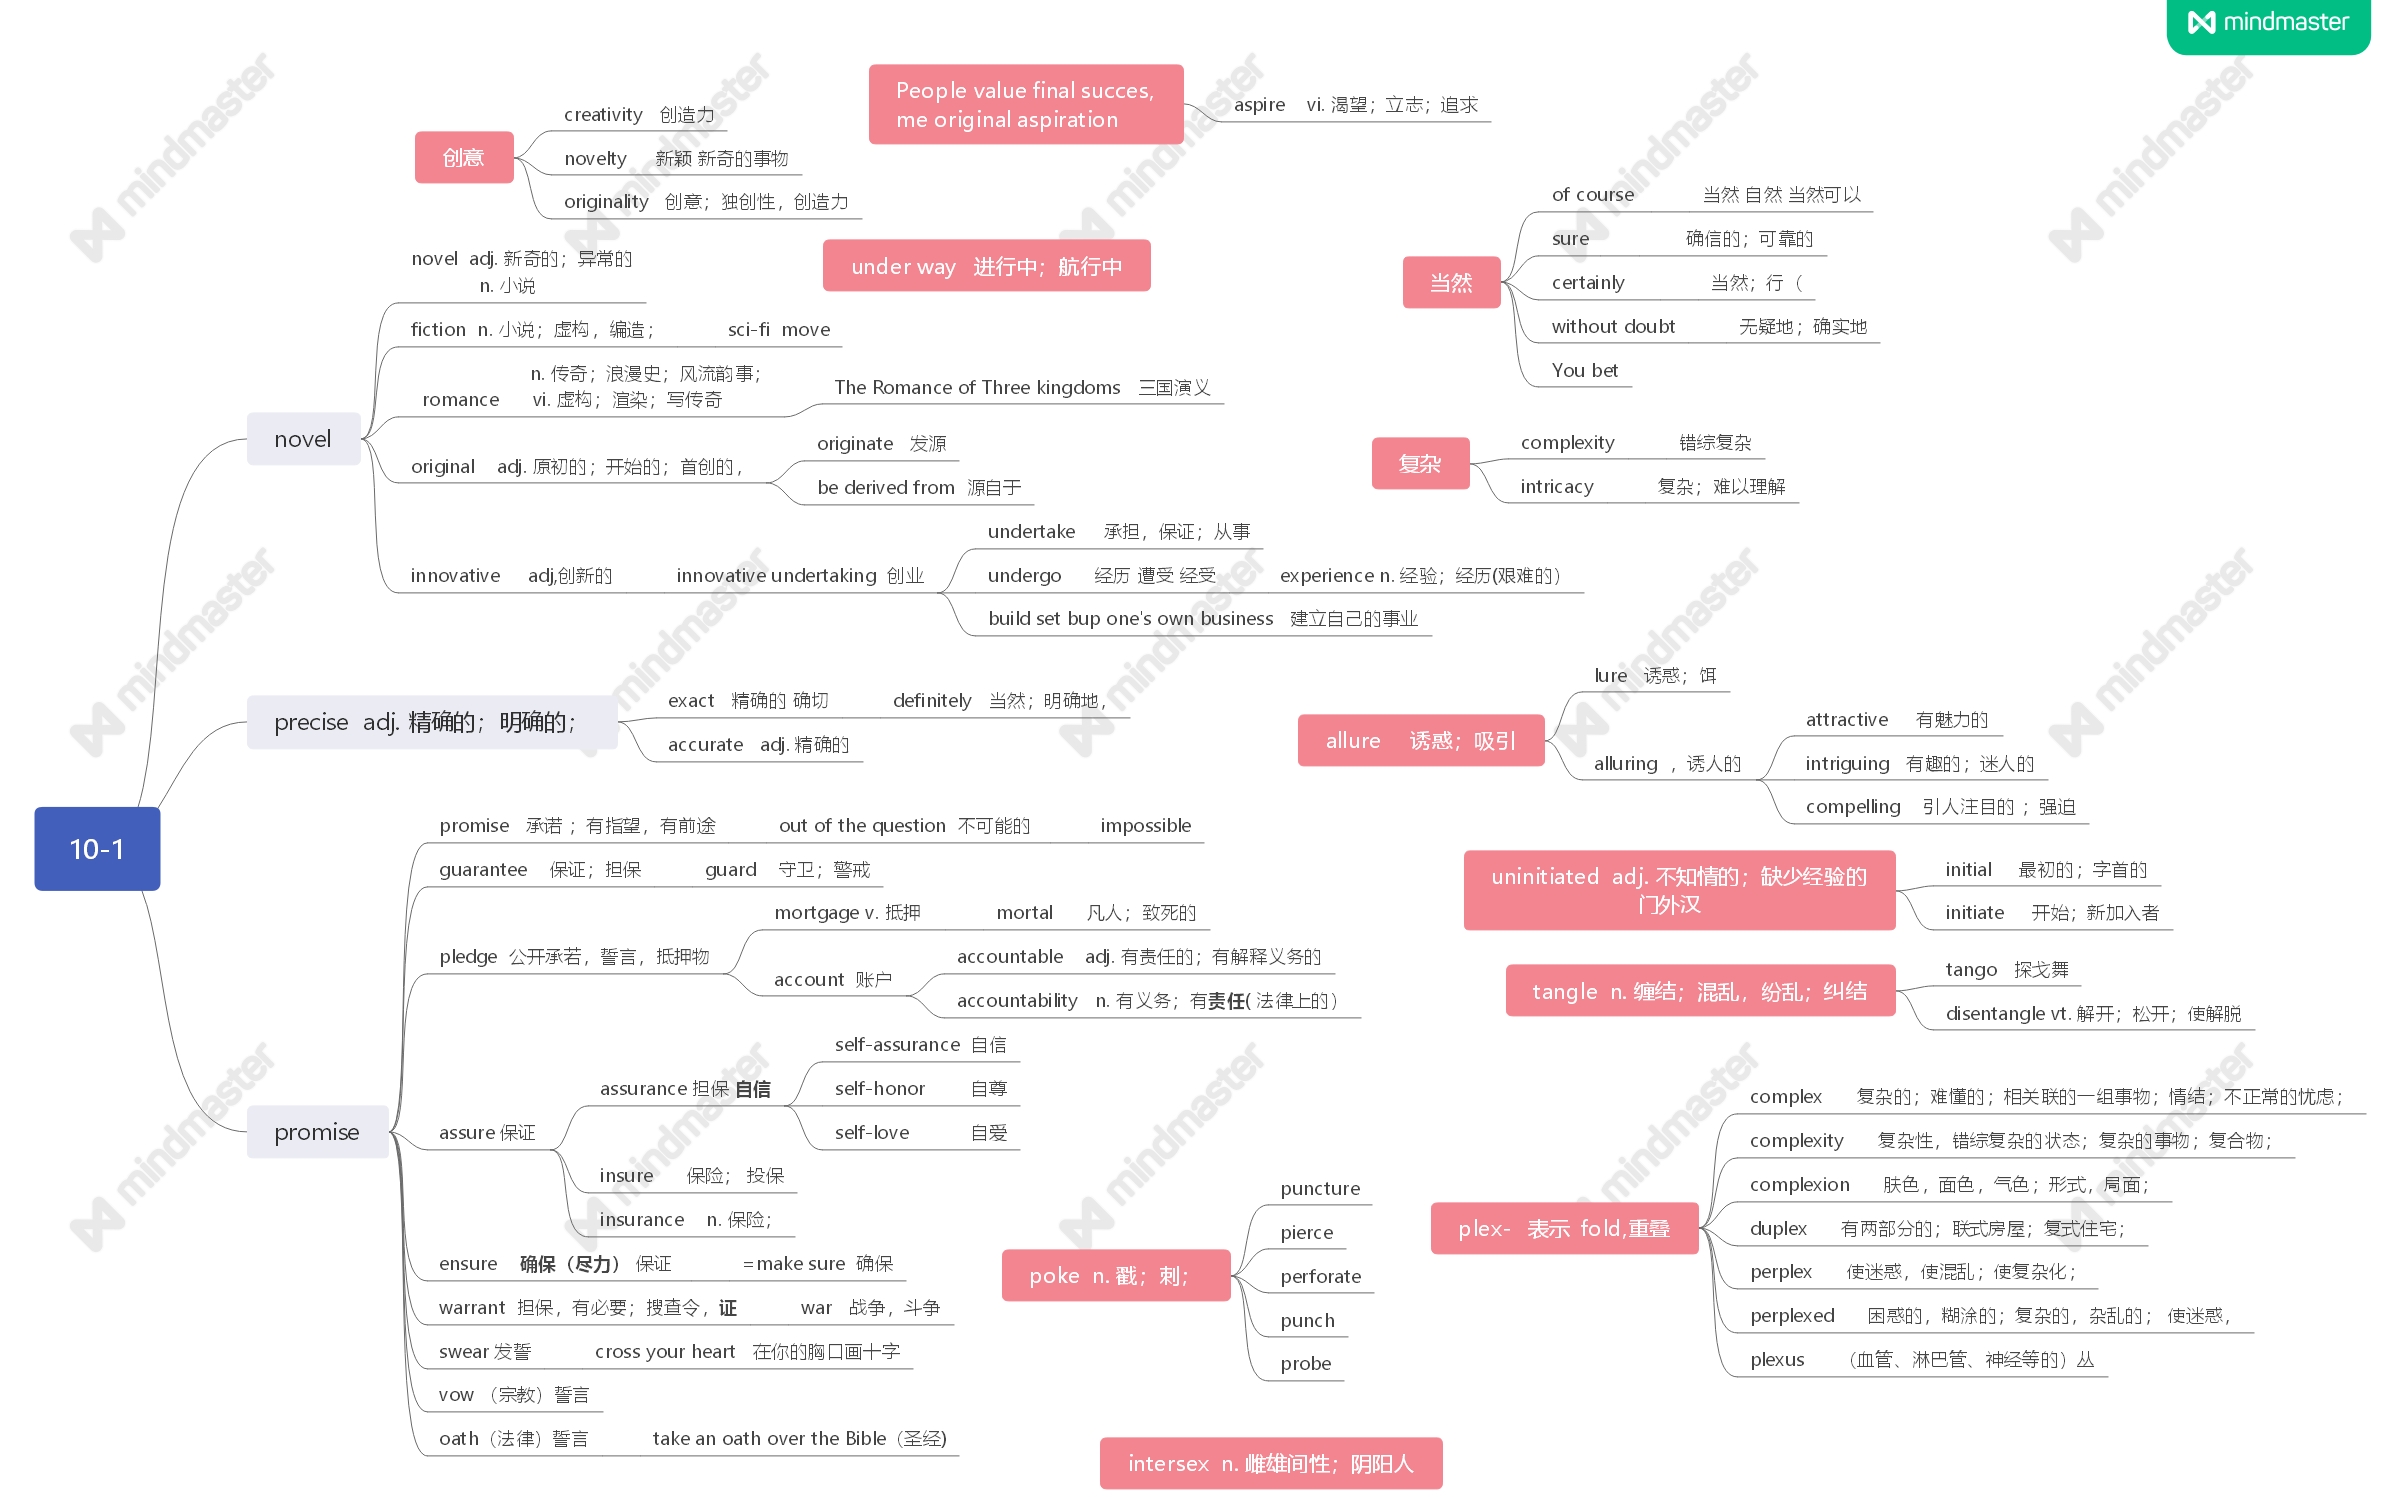 mindmaster
创意
creativity 创造力
novelty 新颖 新奇的事物
originality 创意；独创性，创造力
People value final succes,
me original aspiration
aspire vi. 渴望；立志；追求
under way 进行中；航行中
当然
of course 当然 自然 当然可以
sure 确信的；可靠的
certainly 当然；行（
without doubt 无疑地；确实地
You bet
复杂
complexity 错综复杂
intricacy 复杂；难以理解
10-1
novel
novel adj. 新奇的；异常的
n. 小说
fiction n. 小说；虚构，编造； sci-fi move
n. 传奇；浪漫史；风流韵事；
romance vi. 虚构；渲染；写传奇
The Romance of Three kingdoms 三国演义
original adj. 原初的；开始的；首创的，
originate 发源
be derived from 源自于
innovative adj,创新的 innovative undertaking 创业
undertake 承担，保证；从事
undergo 经历 遭受 经受 experience n. 经验；经历(艰难的）
build set bup one's own business 建立自己的事业
precise adj. 精确的；明确的；
exact 精确的 确切 definitely 当然；明确地，
accurate adj. 精确的
allure 诱惑；吸引
lure 诱惑；饵
alluring ，诱人的
attractive 有魅力的
intriguing 有趣的；迷人的
compelling 引人注目的 ；强迫
promise
promise 承诺 ；有指望，有前途 out of the question 不可能的 impossible
guarantee 保证；担保 guard 守卫；警戒
pledge 公开承若，誓言，抵押物
mortgage v. 抵押 mortal 凡人；致死的
account 账户
accountable adj. 有责任的；有解释义务的
accountability n. 有义务；有责任( 法律上的）
assure 保证
assurance 担保 自信
self-assurance 自信
self-honor 自尊
self-love 自爱
insure 保险； 投保
insurance n. 保险；
ensure 确保（尽力） 保证 =make sure 确保
warrant 担保，有必要；搜查令，证 war 战争，斗争
swear 发誓 cross your heart 在你的胸口画十字
vow （宗教）誓言
oath（法律）誓言 take an oath over the Bible（圣经)
uninitiated adj. 不知情的；缺少经验的
门外汉
initial 最初的；字首的
initiate 开始；新加入者
tangle n. 缠结；混乱，纷乱；纠结
tango 探戈舞
disentangle vt. 解开；松开；使解脱
poke n. 戳；刺；
puncture
pierce
perforate
punch
probe
plex- 表示 fold,重叠
complex 复杂的；难懂的；相关联的一组事物；情结；不正常的忧虑；
complexity 复杂性，错综复杂的状态；复杂的事物；复合物；
complexion 肤色，面色，气色；形式，局面；
duplex 有两部分的；联式房屋；复式住宅；
perplex 使迷惑，使混乱；使复杂化；
perplexed 困惑的，糊涂的；复杂的，杂乱的； 使迷惑，
plexus （血管、淋巴管、神经等的）丛
intersex n. 雌雄间性；阴阳人